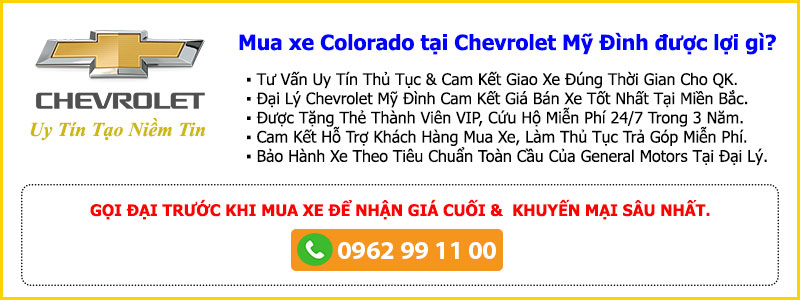 Mua xe Colorado tại Chevrolet Mỹ Đình được lợi gì?
CHEVROLET
Uy Tín Tạo Niềm Tin
▪ Tư Vấn Uy Tín Thủ Tục & Cam Kết Giao Xe Đúng Thời Gian Cho QK.
▪ Đại Lý Chevrolet Mỹ Đình Cam Kết Giá Bán Xe Tốt Nhất Tại Miền Bắc.
▪ Được Tặng Thẻ Thành Viên VIP, Cứu Hộ Miễn Phí 24/7 Trong 3 Năm.
▪ Cam Kết Hỗ Trợ Khách Hàng Mua Xe, Làm Thủ Tục Trả Góp Miễn Phí.
▪ Bảo Hành Xe Theo Tiêu Chuẩn Toàn Cầu Của General Motors Tại Đại Lý.
GỌI ĐẠI TRƯỚC KHI MUA XE ĐỂ NHẬN GIÁ CUỐI & KHUYẾN MẠI SÂU NHẤT.
0962 99 11 00